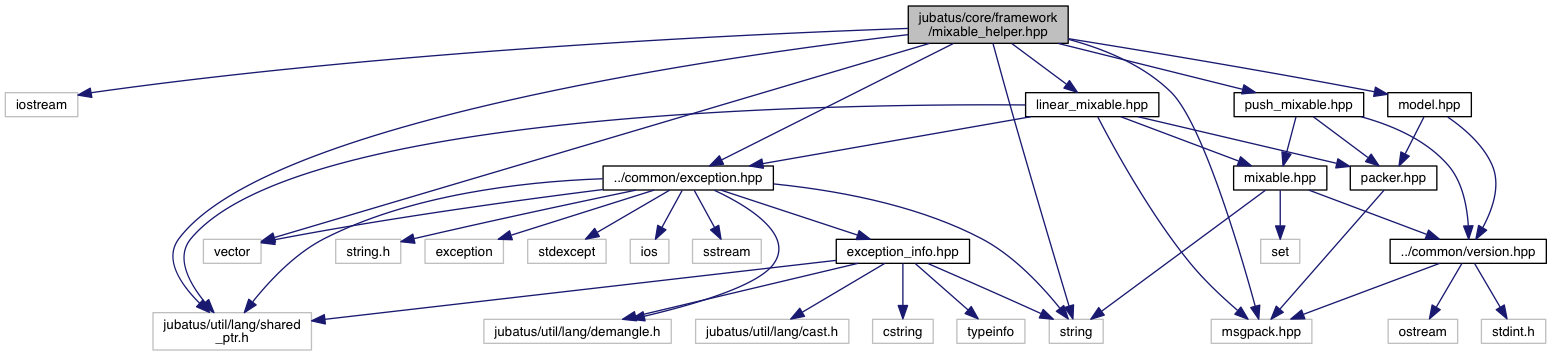 jubatus/core/framework
/mixable_helper.hpp
iostream
linear_mixable.hpp
push_mixable.hpp
model.hpp
../common/exception.hpp
mixable.hpp
packer.hpp
vector
string.h
exception
stdexcept
ios
sstream
exception_info.hpp
set
../common/version.hpp
jubatus/util/lang/shared
_ptr.h
jubatus/util/lang/demangle.h
jubatus/util/lang/cast.h
cstring
typeinfo
string
msgpack.hpp
ostream
stdint.h